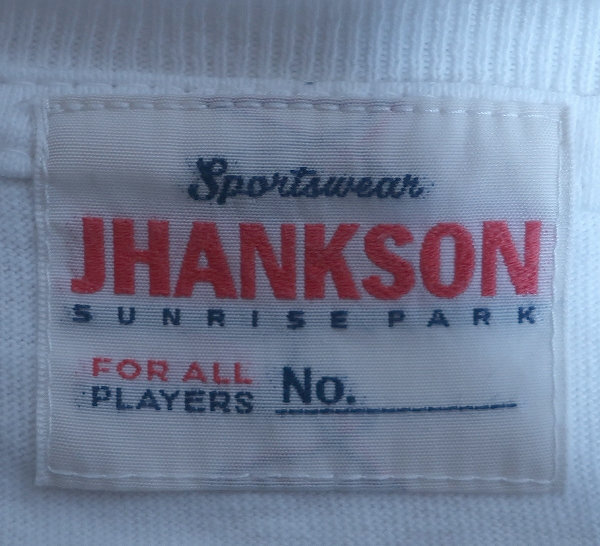 Sportswear
JHANKSON
SUNRISE PARK
FOR ALL
PLAYERS
No.